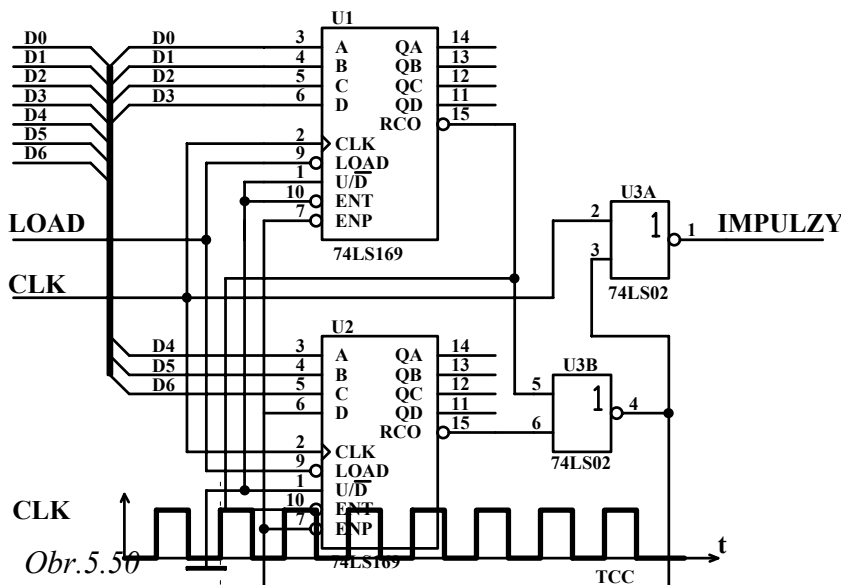 U1
D0 D0 3 A QA 14
D1 D1 4 B QB 13
D2 D2 5 C QC 12
D3 D3 6 D QD 11
D4 RCO 15
D5 2 CLK
D6 9 LOAD
1 U/D
10 ENT
7 ENP
74LS169
LOAD
CLK
U3A
2 1 1 IMPULZY
3
74LS02
U2
D4 3 A QA 14
D5 4 B QB 13
D6 5 C QC 12
6 D QD 11
RCO 15
2 CLK
9 LOAD
1 U/D
10 ENT
7 ENP
74LS169
U3B
5 1 4
6
74LS02
CLK
t
Obr.5.50
TCC